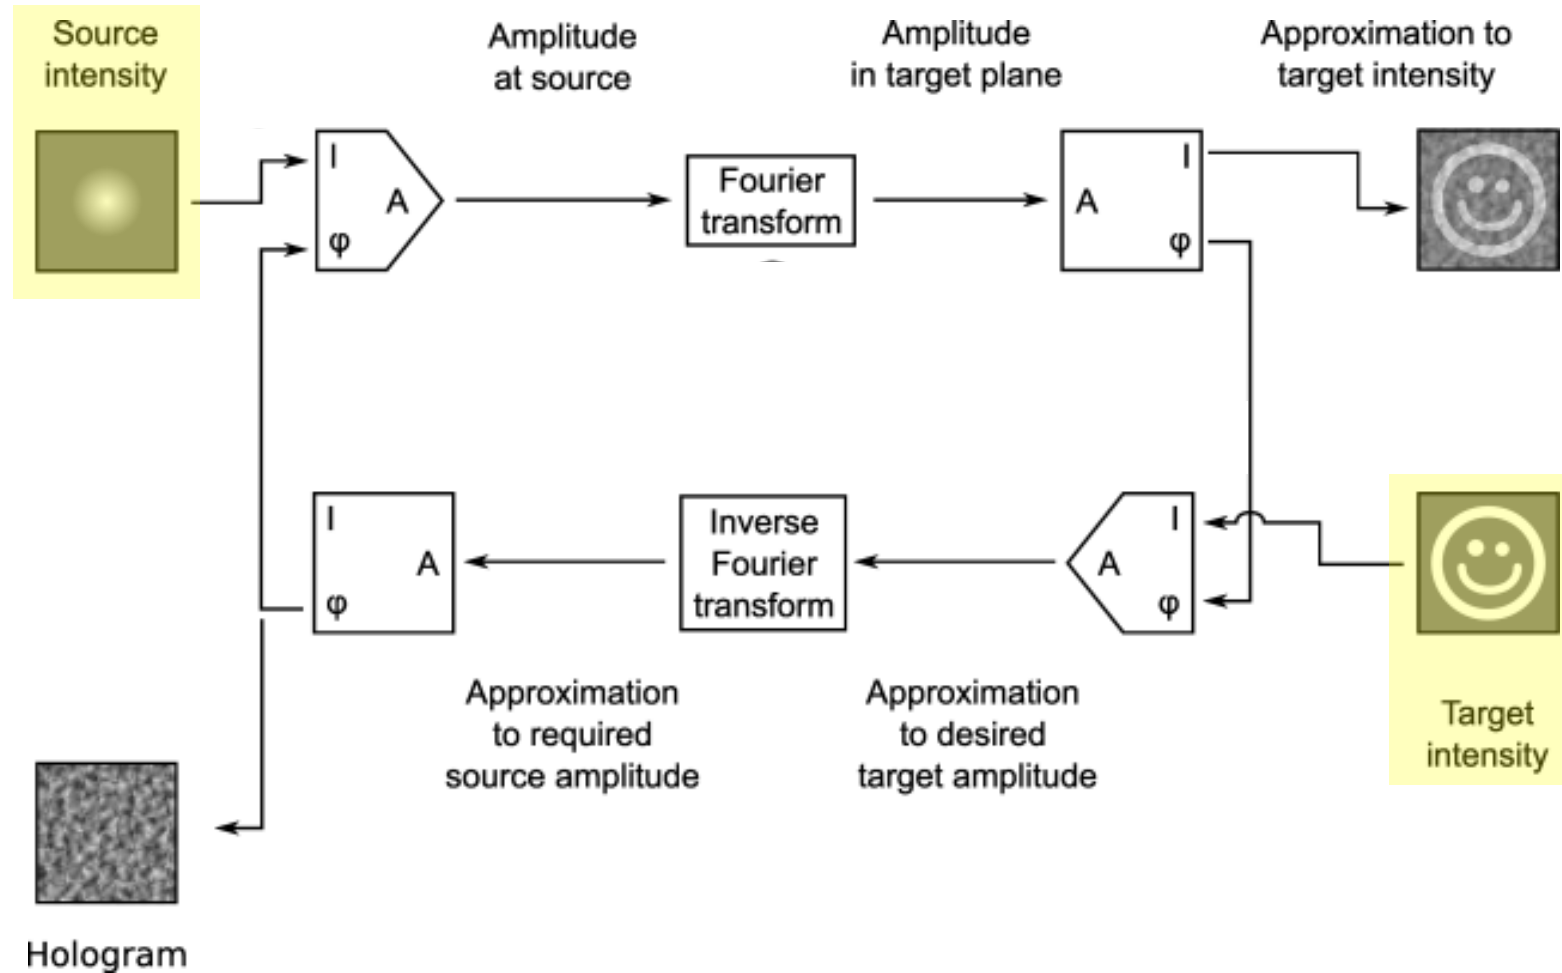 Source
intensity
Amplitude
at source
Amplitude
in target plane
Approximation to
target intensity
I
A
φ
Fourier
transform
I
A
φ
I
A
φ
Inverse
Fourier
transform
I
A
φ
Approximation
to required
source amplitude
Approximation
to desired
target amplitude
Target
intensity
Hologram